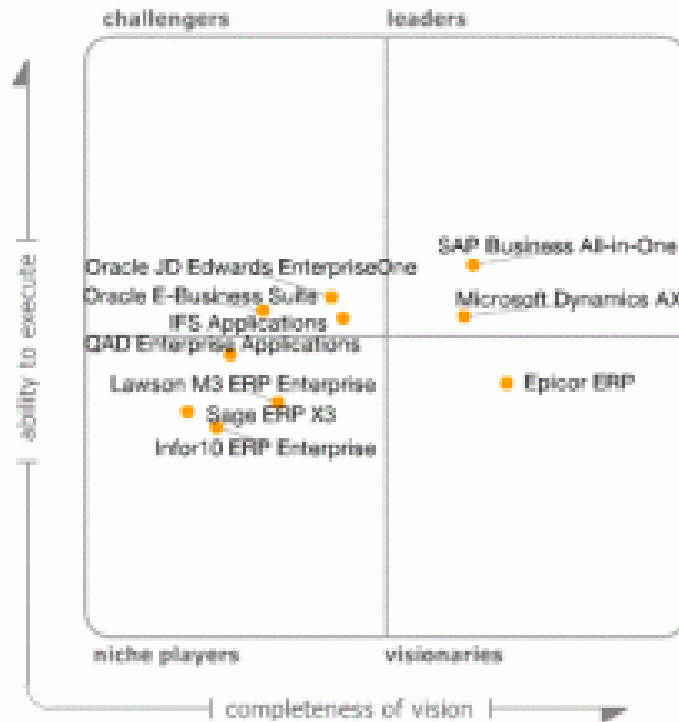 challengers
leaders
ability to execute
SAP Business All-in-One
Oracle JD Edwards EnterpriseOne
Oracle E-Business Suite
Microsoft Dynamics AX
IFS Applications
QAD Enterprise Applications
Lawson M3 ERP Enterprise
Epicor ERP
Sage ERP X3
Infor10 ERP Enterprise
niche players
visionaries
completeness of vision